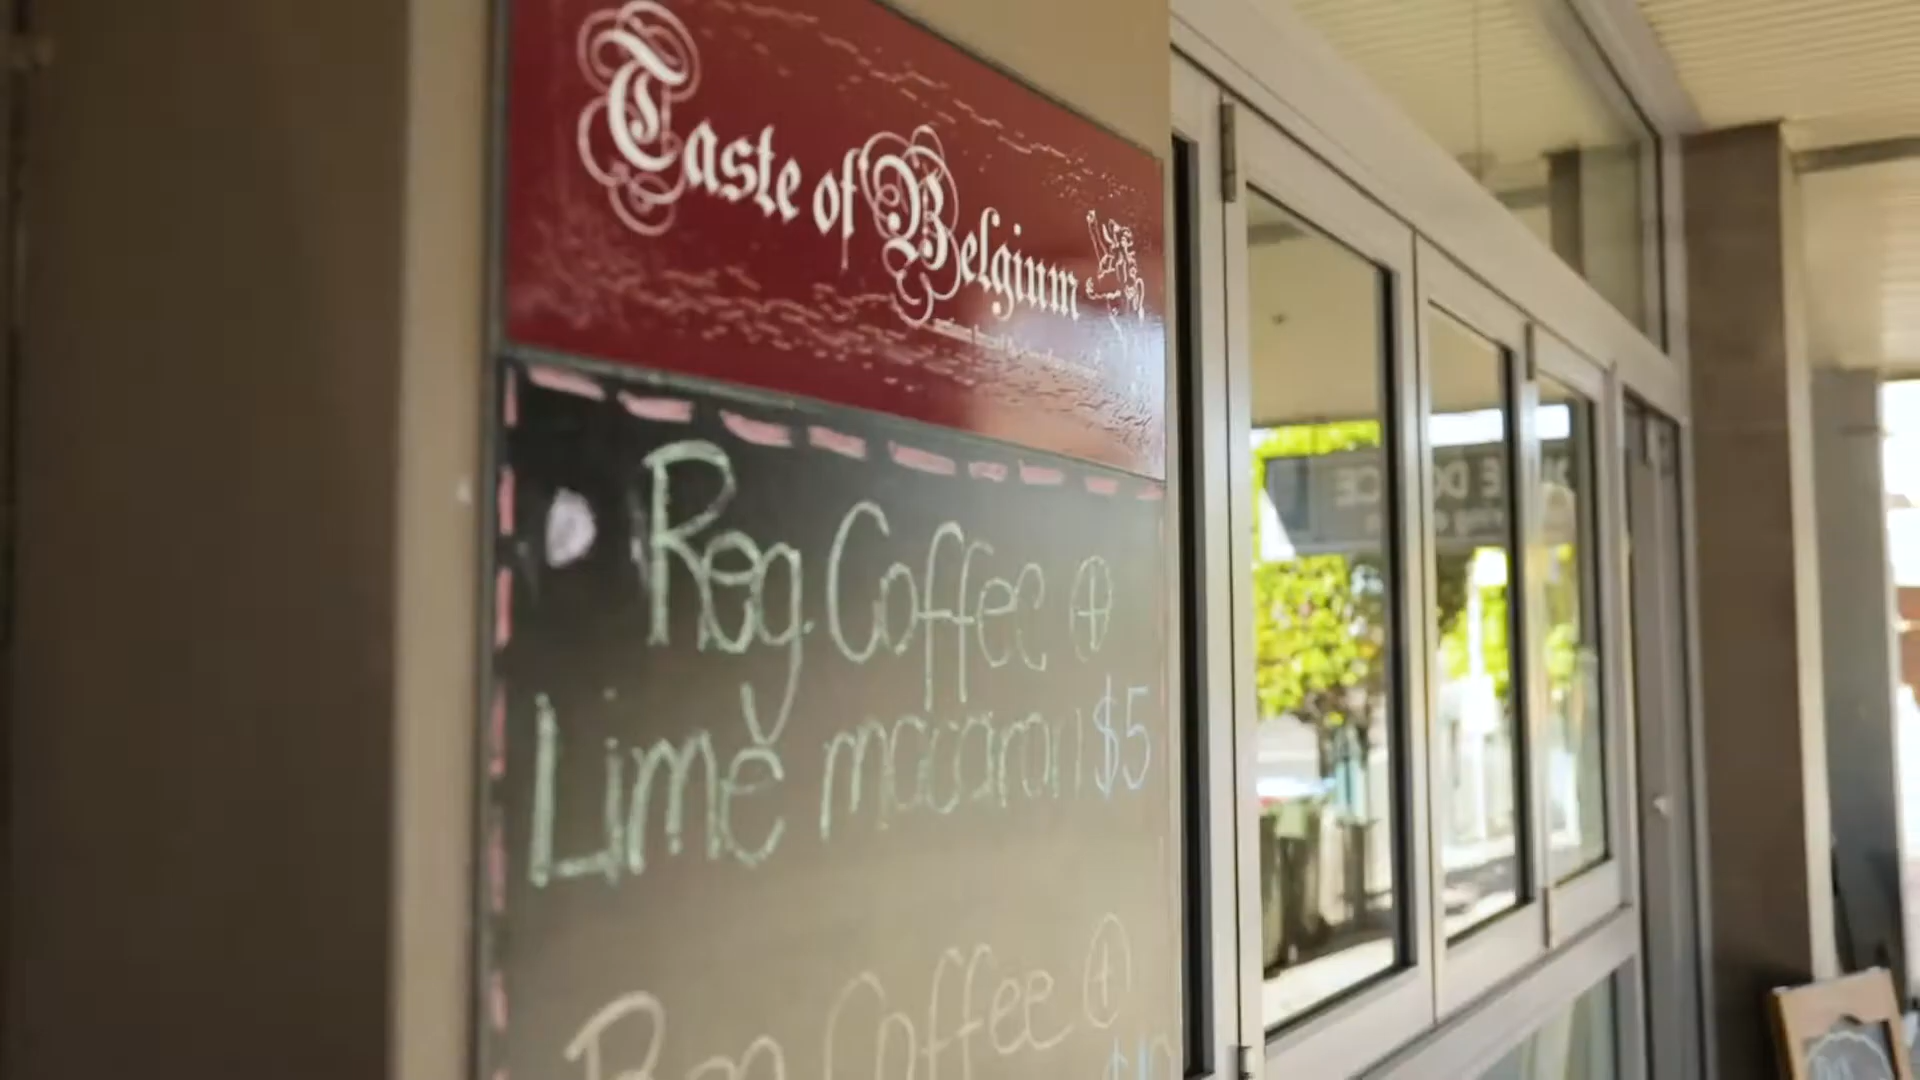 Taste of Belgium
Reg Coffee +
Lime macaron $5
Reg Coffee +